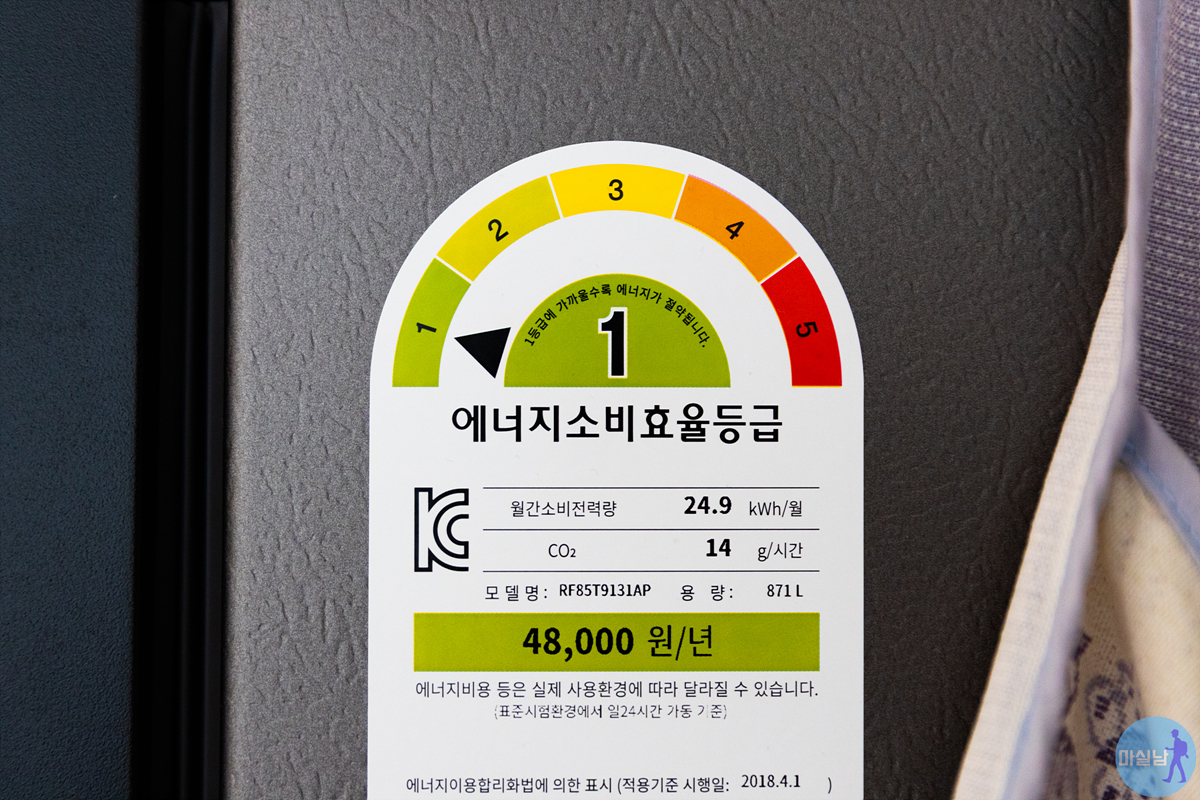 1 2 3 4 5
1등급에 가까울수록 에너지가 절약됩니다.
1
에너지소비효율등급
KC
월간소비전력량 24.9 kWh/월
CO₂ 14 g/시간
모델명: RF85T9131AP 용 량: 871 L
48,000 원/년
에너지비용 등은 실제 사용환경에 따라 달라질 수 있습니다.
(표준시험환경에서 일24시간 가동 기준)
에너지이용합리화법에 의한 표시 (적용기준 시행일: 2018.4.1 )
마실남